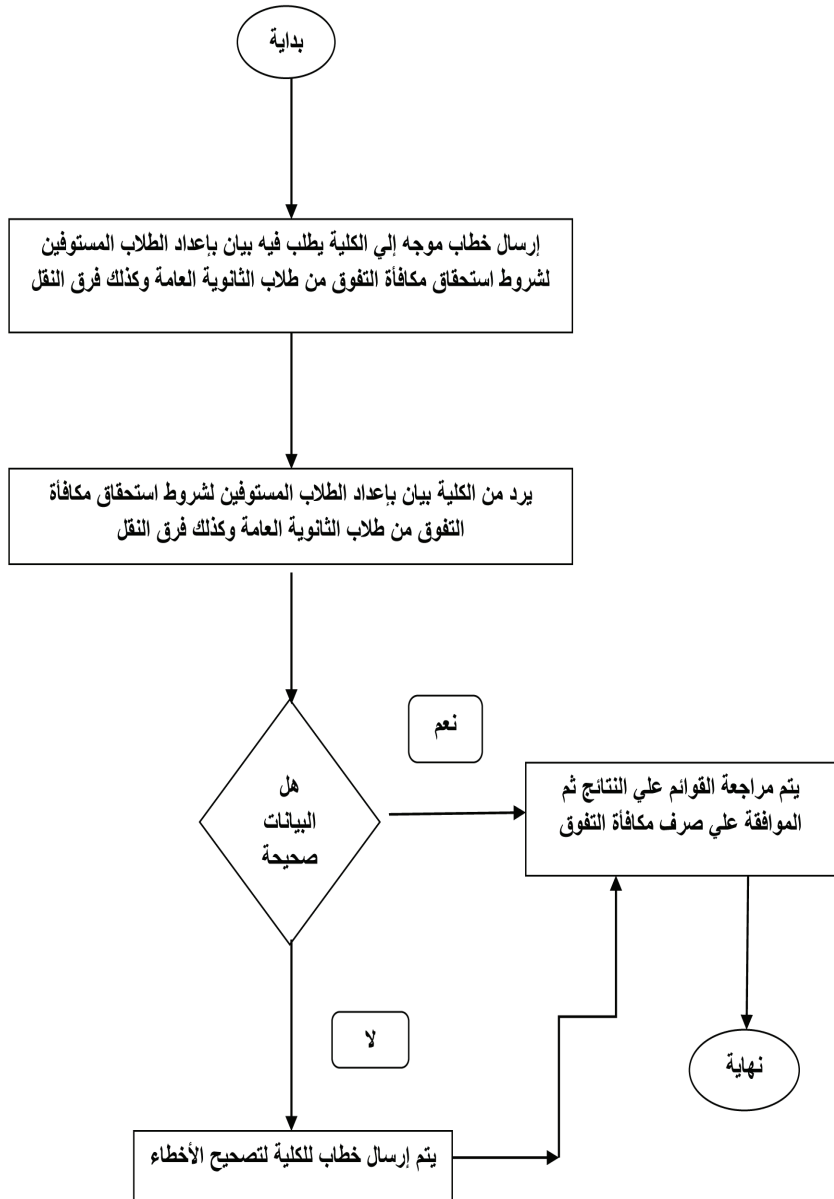 بداية
إرسال خطاب موجه إلي الكلية يطلب فيه بيان بإعداد الطلاب المستوفين
لشروط استحقاق مكافأة التفوق من طلاب الثانوية العامة وكذلك فرق النقل
يرد من الكلية بيان بإعداد الطلاب المستوفين لشروط استحقاق مكافأة
التفوق من طلاب الثانوية العامة وكذلك فرق النقل
هل
البيانات
صحيحة
نعم
يتم مراجعة القوائم علي النتائج ثم
الموافقة علي صرف مكافأة التفوق
لا
نهاية
يتم إرسال خطاب للكلية لتصحيح الأخطاء